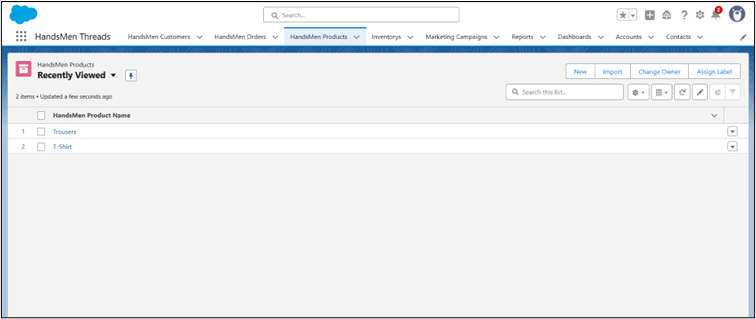 Search...
2
HandsMen Threads HandsMen Customers HandsMen Orders HandsMen Products Inventorys Marketing Campaigns Reports Dashboards Accounts Contacts
HandsMen Products
Recently Viewed
New Import Change Owner Assign Label
2 items • Updated a few seconds ago
Search this list...
HandsMen Product Name
1 Trousers
2 T-Shirt